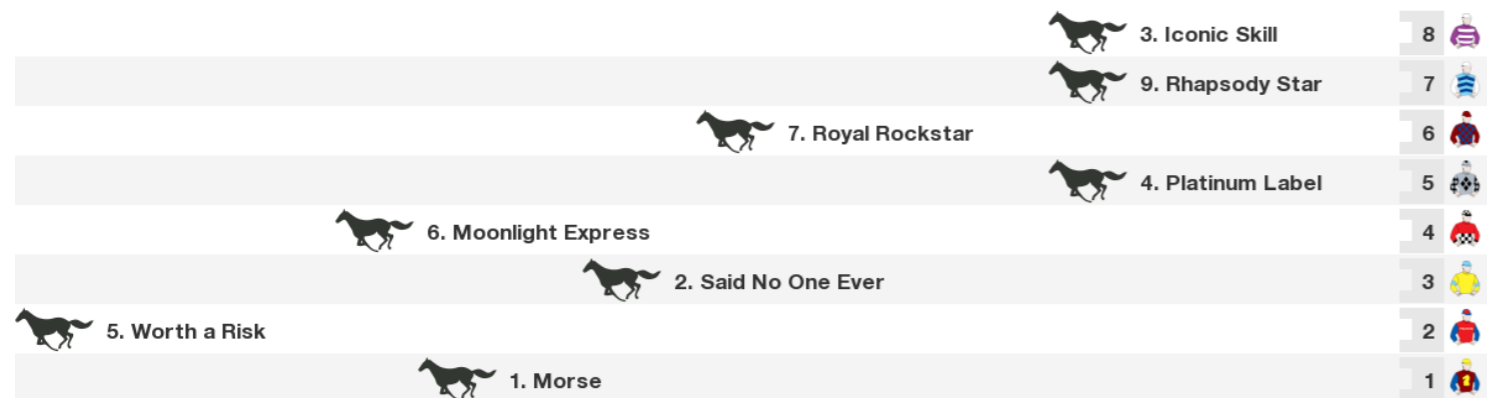 3. Iconic Skill 8
9. Rhapsody Star 7
7. Royal Rockstar 6
4. Platinum Label 5
6. Moonlight Express 4
2. Said No One Ever 3
5. Worth a Risk 2
1. Morse 1